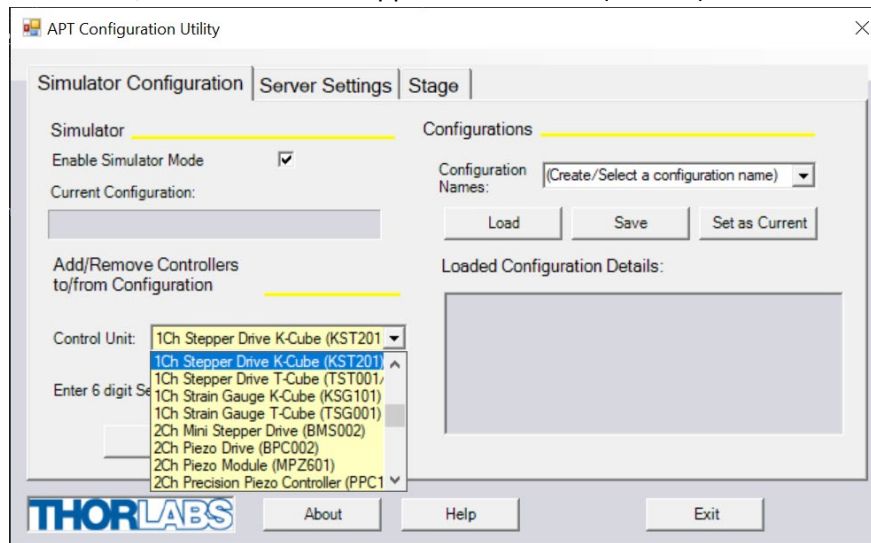 APT Configuration Utility
Simulator Configuration
Server Settings
Stage
Simulator
Enable Simulator Mode
Current Configuration:
Add/Remove Controllers
to/from Configuration
Control Unit:
1Ch Stepper Drive K-Cube (KST201
1Ch Stepper Drive K-Cube (KST201)
1Ch Stepper Drive T-Cube (TST001/
1Ch Strain Gauge K-Cube (KSG101)
1Ch Strain Gauge T-Cube (TSG001)
2Ch Mini Stepper Drive (BMS002)
2Ch Piezo Drive (BPC002)
2Ch Piezo Module (MPZ601)
2Ch Precision Piezo Controller (PPC1
Enter 6 digit Se
Configurations
Configuration
Names:
(Create/Select a configuration name)
Load
Save
Set as Current
Loaded Configuration Details:
THORLABS
About
Help
Exit